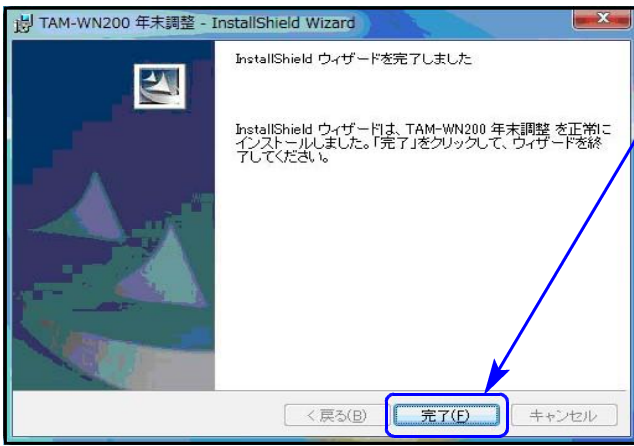 TAM-WN200 年末調整 - InstallShield Wizard
InstallShield ウィザードを完了しました
InstallShield ウィザードは、TAM-WN200 年末調整 を正常に
インストールしました。「完了」をクリックして、ウィザードを終
了してください。
< 戻る(B)
完了(F)
キャンセル